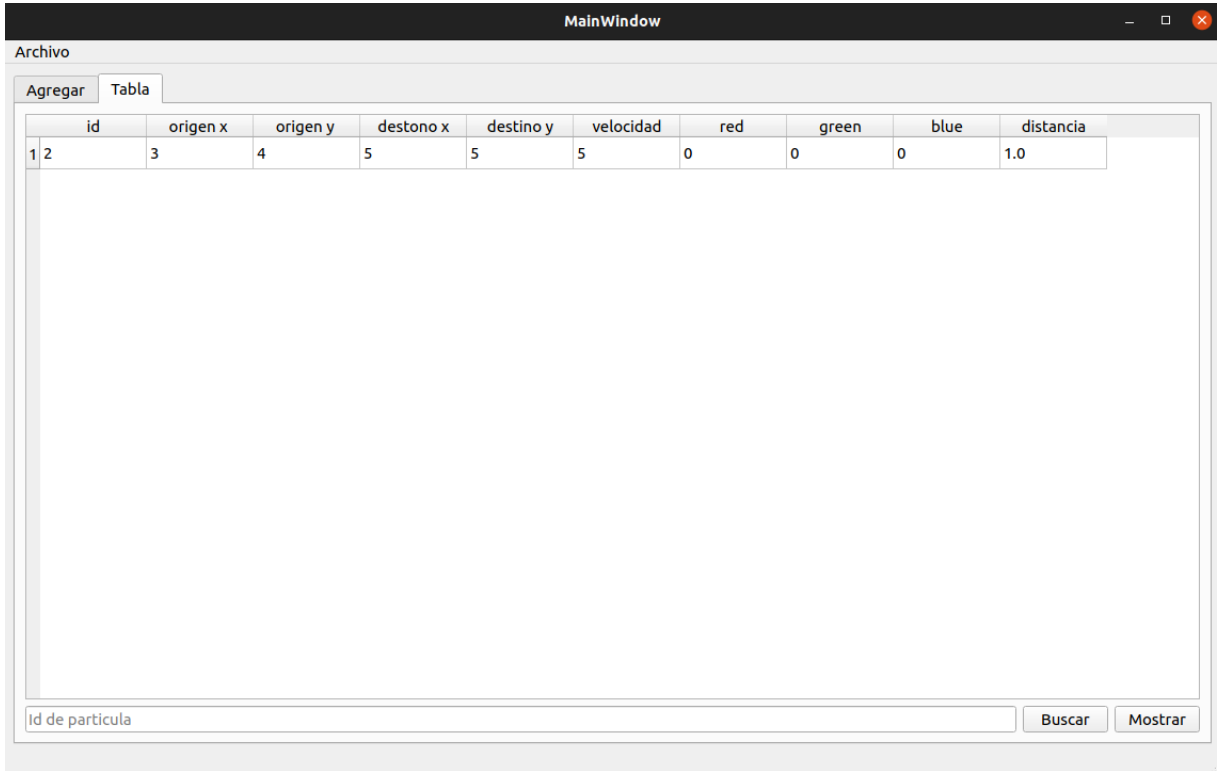 MainWindow
Archivo
Agregar Tabla
id origen x origen y destono x destino y velocidad red green blue distancia
1 2 3 4 5 5 5 0 0 0 1.0
Id de particula Buscar Mostrar